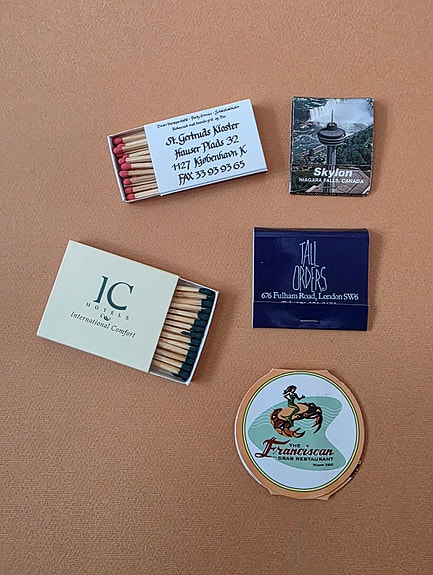 St. Gertruds Kloster
Hauser Plads 32
1127 Kjøbenhavn K
FAX 33 93 93 65
Skylon
NIAGARA FALLS, CANADA
IC
HOTELS
International Comfort
TALL
ORDERS
676 Fulham Road, London SW6
THE
Franciscan
CRAB RESTAURANT